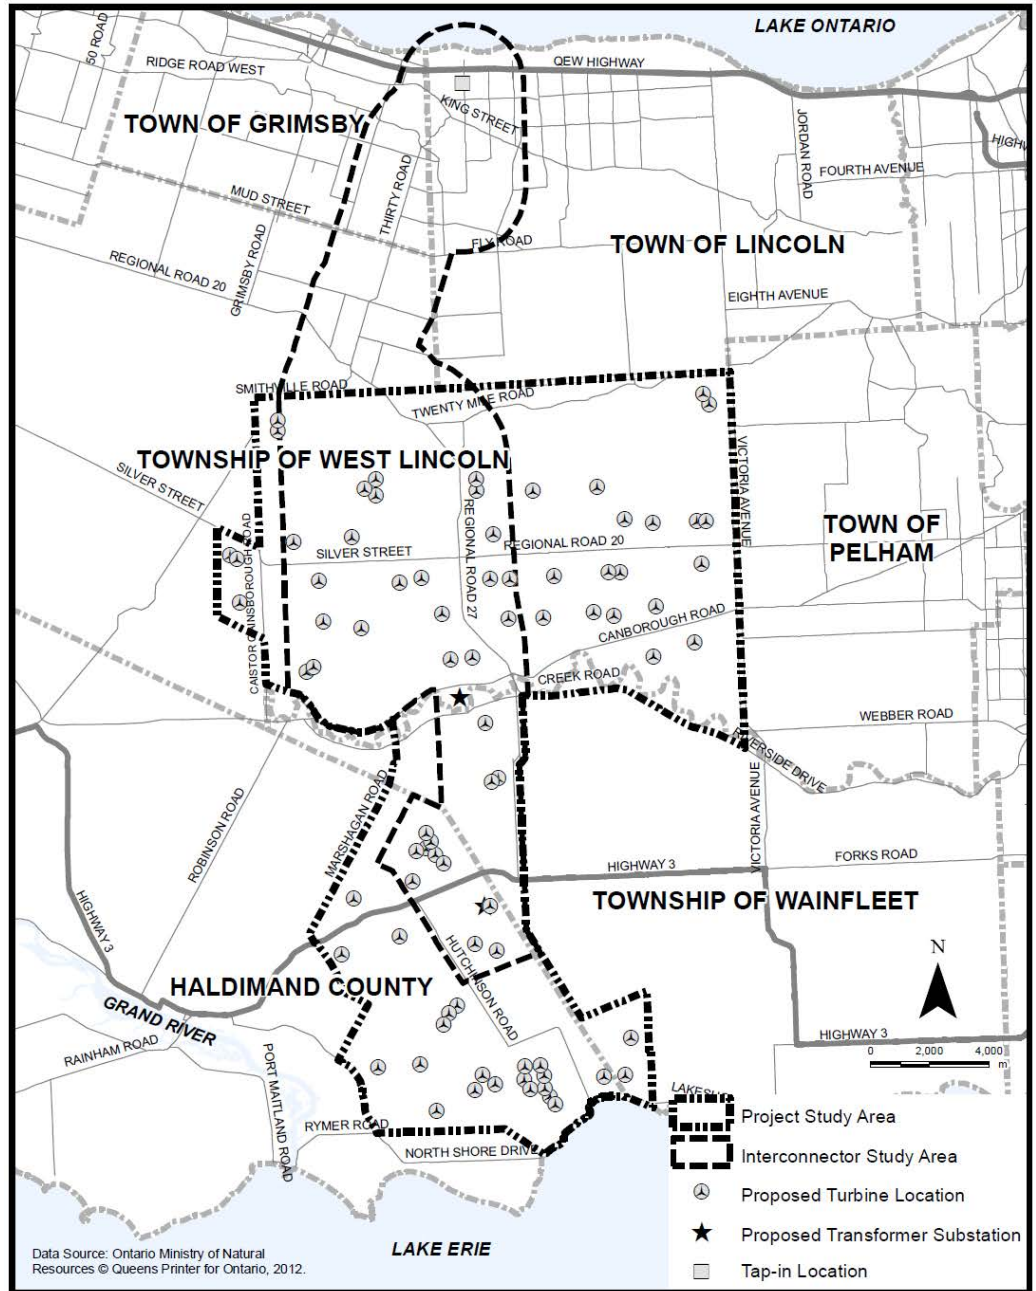 LAKE ONTARIO
50 ROAD
RIDGE ROAD WEST
QEW HIGHWAY
KING STREET
TOWN OF GRIMSBY
JORDAN ROAD
FOURTH AVENUE
THIRTY ROAD
MUD STREET
FLY ROAD
TOWN OF LINCOLN
REGIONAL ROAD 20
GRIMSBY ROAD
EIGHTH AVENUE
SMITHVILLE ROAD
TWENTY MILE ROAD
TOWNSHIP OF WEST LINCOLN
SILVER STREET
VICTORIA AVENUE
REGIONAL ROAD 27
TOWN OF
PELHAM
SILVER STREET
REGIONAL ROAD 20
CAISTOR GAINSBOROUGH ROAD
CANBOROUGH ROAD
CREEK ROAD
WEBBER ROAD
RIVERSIDE DRIVE
MARSHAGAN ROAD
ROBINSON ROAD
VICTORIA AVENUE
HIGHWAY 3
FORKS ROAD
HIGHWAY 3
TOWNSHIP OF WAINFLEET
HUTCHINSON ROAD
N
HALDIMAND COUNTY
GRAND RIVER
RAINHAM ROAD
PORT MAITLAND ROAD
HIGHWAY 3
0 2,000 4,000
m
RYMER ROAD
NORTH SHORE DRIVE
Project Study Area
Interconnector Study Area
Proposed Turbine Location
Proposed Transformer Substation
Tap-in Location
LAKE ERIE
Data Source: Ontario Ministry of Natural
Resources © Queens Printer for Ontario, 2012.